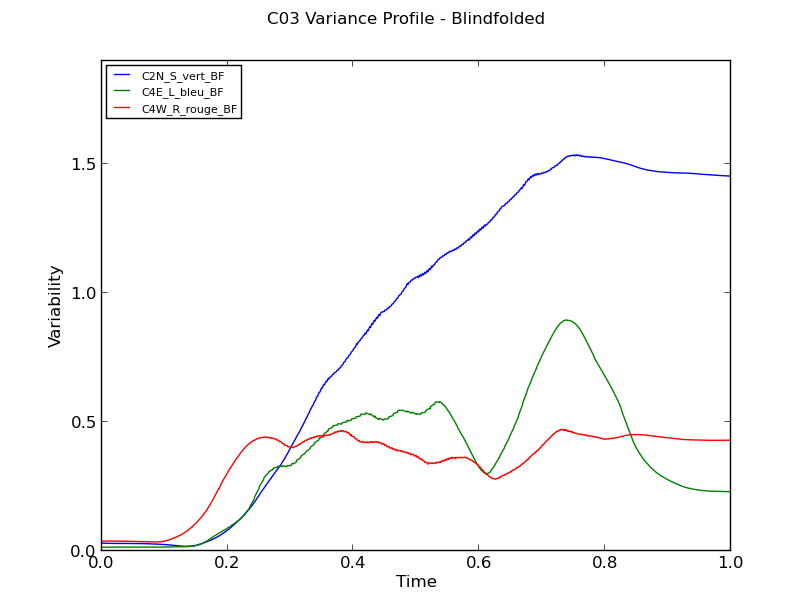 C03 Variance Profile - Blindfolded
C2N_S_vert_BF
C4E_L_bleu_BF
C4W_R_rouge_BF
1.5
1.0
0.5
0.0
Variability
0.0 0.2 0.4 0.6 0.8 1.0
Time